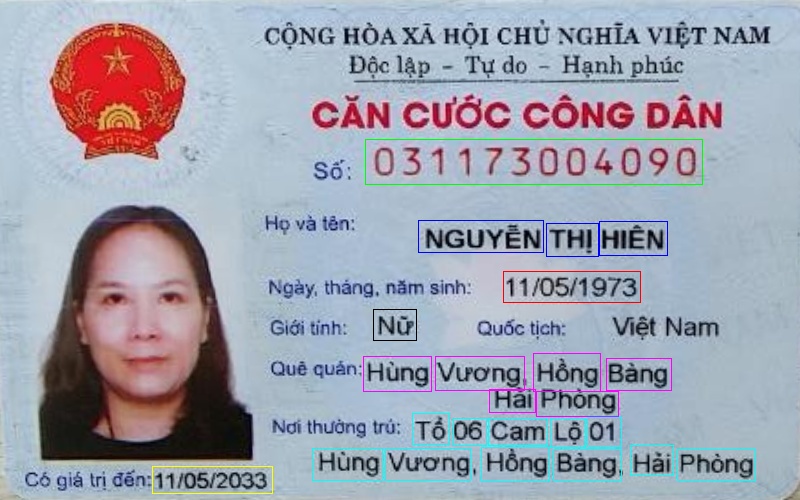 CỘNG HÒA XÃ HỘI CHỦ NGHĨA VIỆT NAM
Độc lập - Tự do - Hạnh phúc
CĂN CƯỚC CÔNG DÂN
Số: 031173004090
Họ và tên:
NGUYỄN THỊ HIÊN
Ngày, tháng, năm sinh: 11/05/1973
Giới tính: Nữ Quốc tịch: Việt Nam
Quê quán: Hùng Vương, Hồng Bàng
Hải Phòng
Nơi thường trú: Tổ 06 Cam Lộ 01
Hùng Vương, Hồng Bàng, Hải Phòng
Có giá trị đến: 11/05/2033